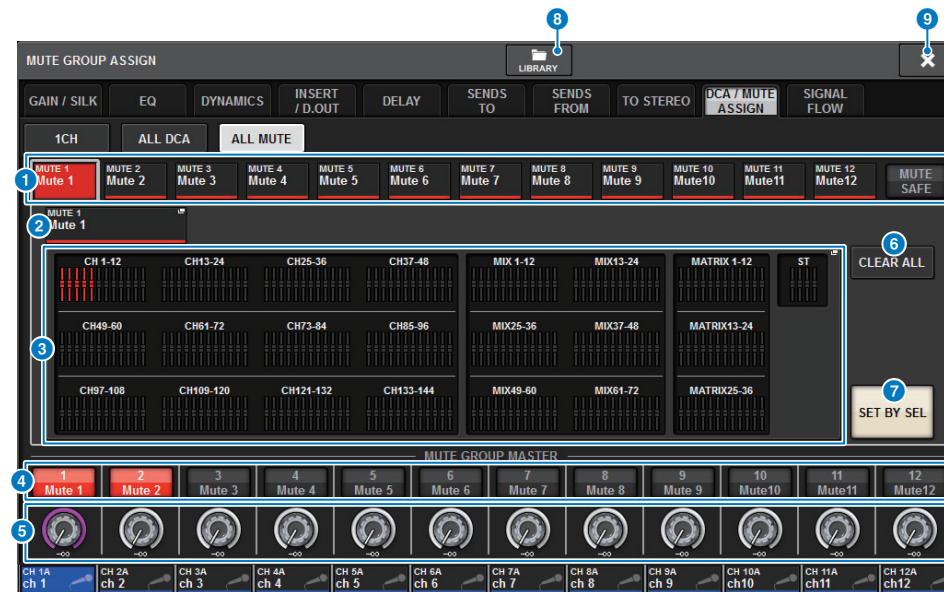 8
9
MUTE GROUP ASSIGN
LIBRARY
GAIN / SILK
EQ
DYNAMICS
INSERT
/ D.OUT
DELAY
SENDS
TO
SENDS
FROM
TO STEREO
DCA / MUTE
ASSIGN
SIGNAL
FLOW
1CH
ALL DCA
ALL MUTE
1
MUTE 1
Mute 1
MUTE 2
Mute 2
MUTE 3
Mute 3
MUTE 4
Mute 4
MUTE 5
Mute 5
MUTE 6
Mute 6
MUTE 7
Mute 7
MUTE 8
Mute 8
MUTE 9
Mute 9
MUTE 10
Mute10
MUTE 11
Mute11
MUTE 12
Mute12
MUTE
SAFE
2
MUTE 1
Mute 1
6
CLEAR ALL
3
CH 1-12
CH13-24
CH25-36
CH37-48
MIX 1-12
MIX13-24
MATRIX 1-12
ST
CH49-60
CH61-72
CH73-84
CH85-96
MIX25-36
MIX37-48
MATRIX13-24
CH97-108
CH109-120
CH121-132
CH133-144
MIX49-60
MIX61-72
MATRIX25-36
7
SET BY SEL
MUTE GROUP MASTER
4
1
Mute 1
2
Mute 2
3
Mute 3
4
Mute 4
5
Mute 5
6
Mute 6
7
Mute 7
8
Mute 8
9
Mute 9
10
Mute10
11
Mute11
12
Mute12
5
-∞
-∞
-∞
-∞
-∞
-∞
-∞
-∞
-∞
-∞
-∞
-∞
CH 1A
ch 1
CH 2A
ch 2
CH 3A
ch 3
CH 4A
ch 4
CH 5A
ch 5
CH 6A
ch 6
CH 7A
ch 7
CH 8A
ch 8
CH 9A
ch 9
CH 10A
ch10
CH 11A
ch11
CH 12A
ch12